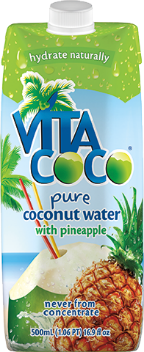 hydrate naturally
VITA
COCO®
pure
coconut water
with pineapple
never from
concentrate
500mL (1.06 PT) 16.9 fl oz